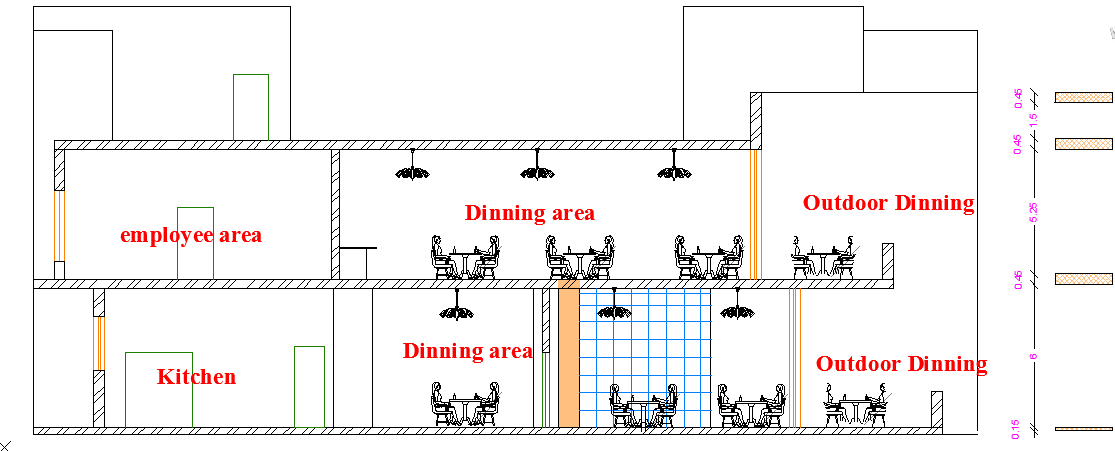 0.45
1.5
0.45
Outdoor Dinning
Dinning area
5.25
employee area
0.45
Dinning area
6
Outdoor Dinning
Kitchen
0.15